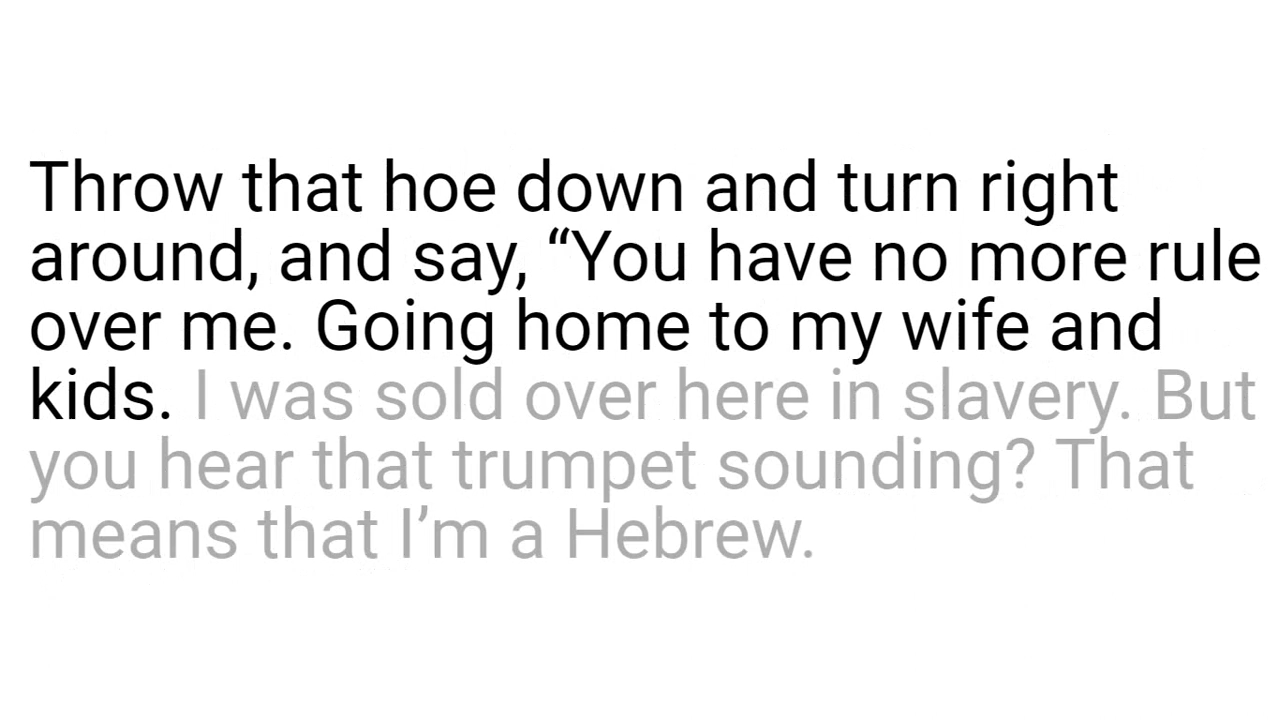 Throw that hoe down and turn right
around, and say, “You have no more rule
over me. Going home to my wife and
kids. I was sold over here in slavery. But
you hear that trumpet sounding? That
means that I’m a Hebrew.